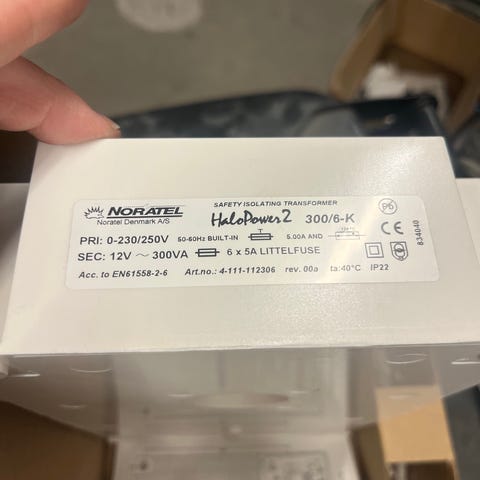 SAFETY ISOLATING TRANSFORMER
NORATEL
Noratel Denmark A/S
HaloPower2 300/6-K
Pb
PRI: 0-230/250V 50-60Hz BUILT-IN 5.00A AND
SEC: 12V ~ 300VA 6 x 5A LITTELFUSE
Acc. to EN61558-2-6 Art.no.: 4-111-112306 rev. 00a ta:40°C IP22
CE
834040